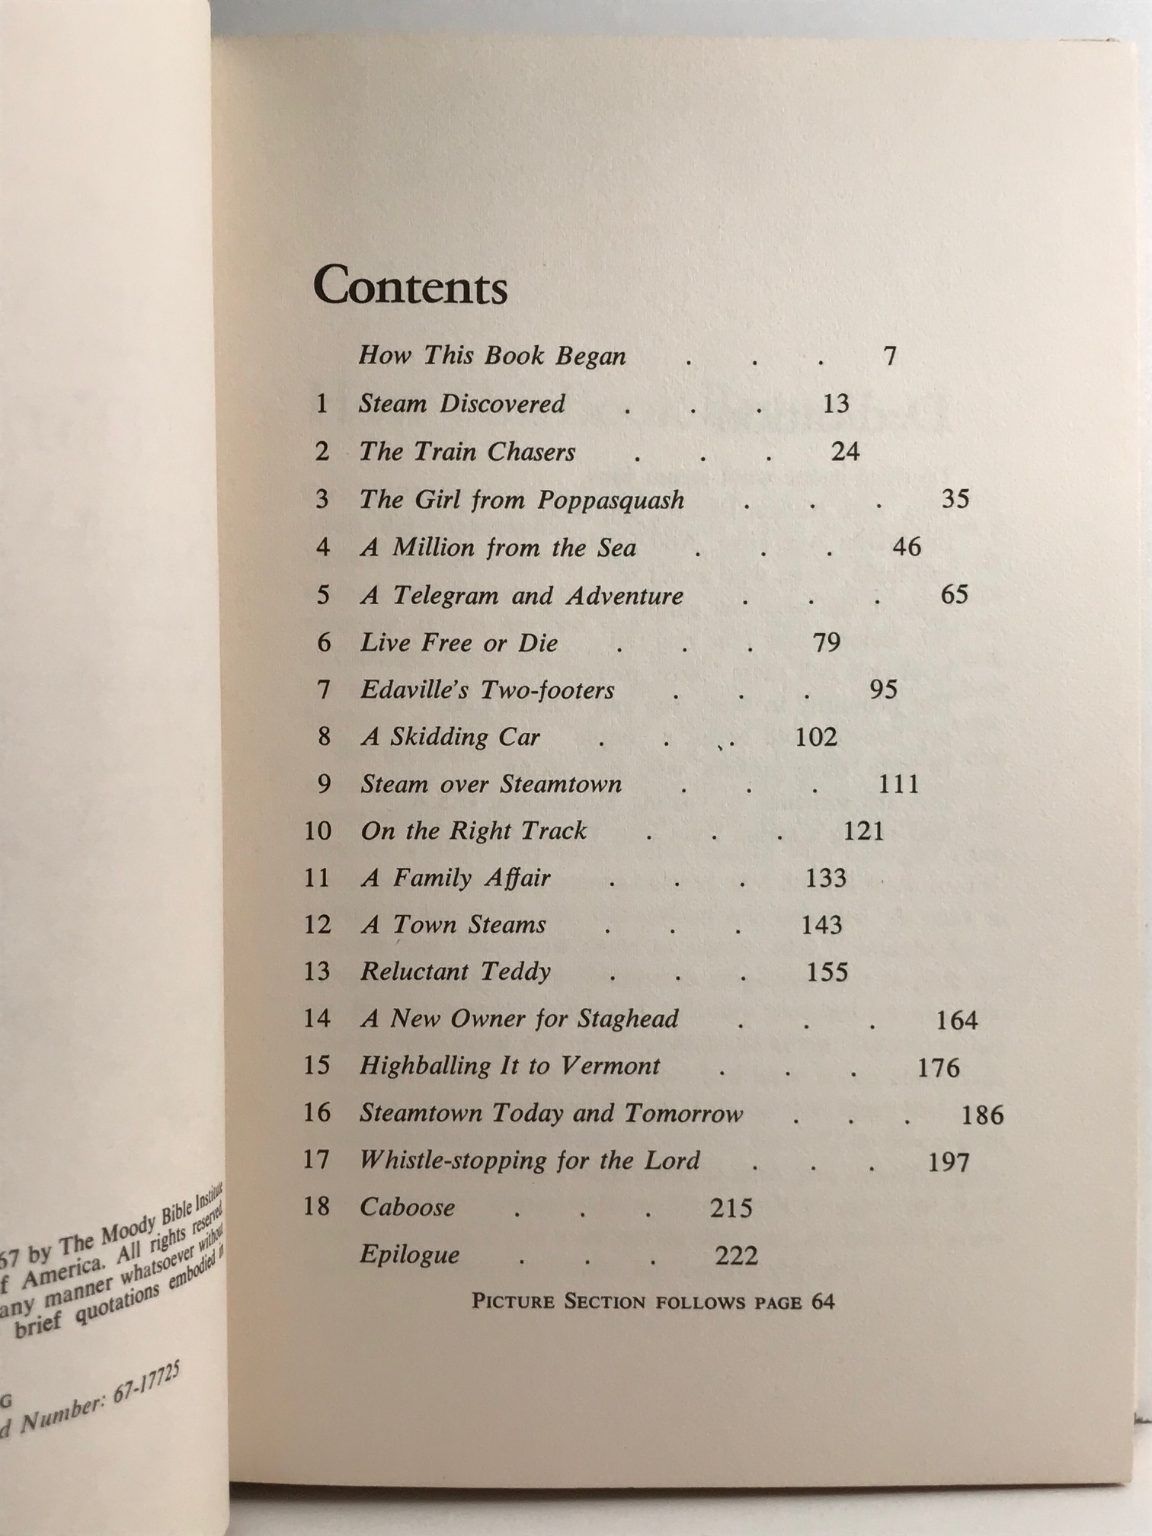 67 by The Moody Bible Institute
f America. All rights reserved
any manner whatsoever without
brief quotations embodied
G
d Number: 67-17725
Contents
How This Book Began . . . 7
1 Steam Discovered . . . 13
2 The Train Chasers . . . 24
3 The Girl from Poppasquash . . . 35
4 A Million from the Sea . . . 46
5 A Telegram and Adventure . . . 65
6 Live Free or Die . . . 79
7 Edaville's Two-footers . . . 95
8 A Skidding Car . . . 102
9 Steam over Steamtown . . . 111
10 On the Right Track . . . 121
11 A Family Affair . . . 133
12 A Town Steams . . . 143
13 Reluctant Teddy . . . 155
14 A New Owner for Staghead . . . 164
15 Highballing It to Vermont . . . 176
16 Steamtown Today and Tomorrow . . . 186
17 Whistle-stopping for the Lord . . . 197
18 Caboose . . . 215
Epilogue . . . 222
PICTURE SECTION FOLLOWS PAGE 64